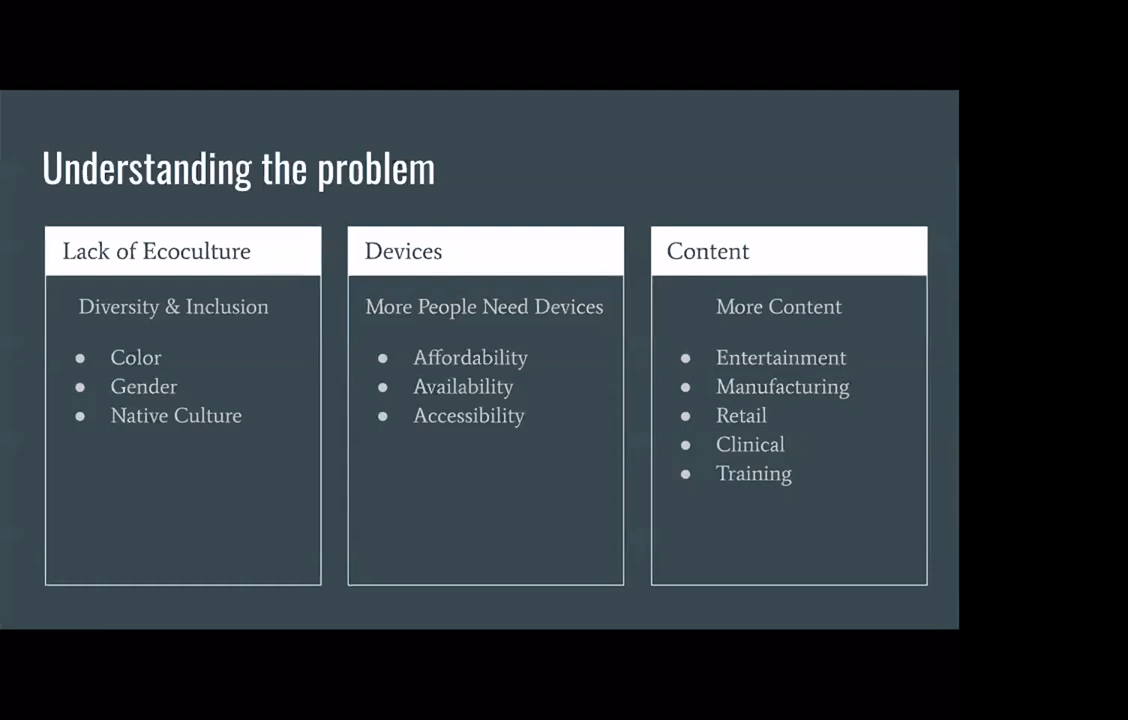 Understanding the problem
Lack of Ecoculture
Diversity & Inclusion
● Color
● Gender
● Native Culture
Devices
More People Need Devices
● Affordability
● Availability
● Accessibility
Content
More Content
● Entertainment
● Manufacturing
● Retail
● Clinical
● Training